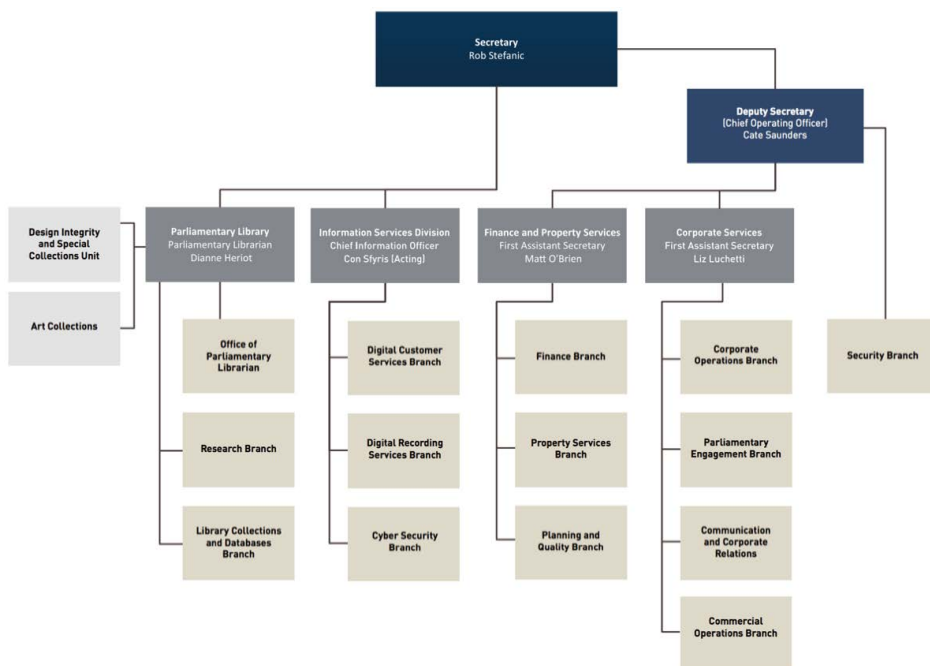 Secretary
Rob Stefanic
Deputy Secretary
(Chief Operating Officer)
Cate Saunders
Design Integrity
and Special
Collections Unit
Art Collections
Parliamentary Library
Parliamentary Librarian
Dianne Heriot
Information Services Division
Chief Information Officer
Con Sfyris (Acting)
Finance and Property Services
First Assistant Secretary
Matt O'Brien
Corporate Services
First Assistant Secretary
Liz Luchetti
Office of
Parliamentary
Librarian
Research Branch
Library Collections
and Databases
Branch
Digital Customer
Services Branch
Digital Recording
Services Branch
Cyber Security
Branch
Finance Branch
Property Services
Branch
Planning and
Quality Branch
Corporate
Operations Branch
Parliamentary
Engagement Branch
Communication
and Corporate
Relations
Commercial
Operations Branch
Security Branch